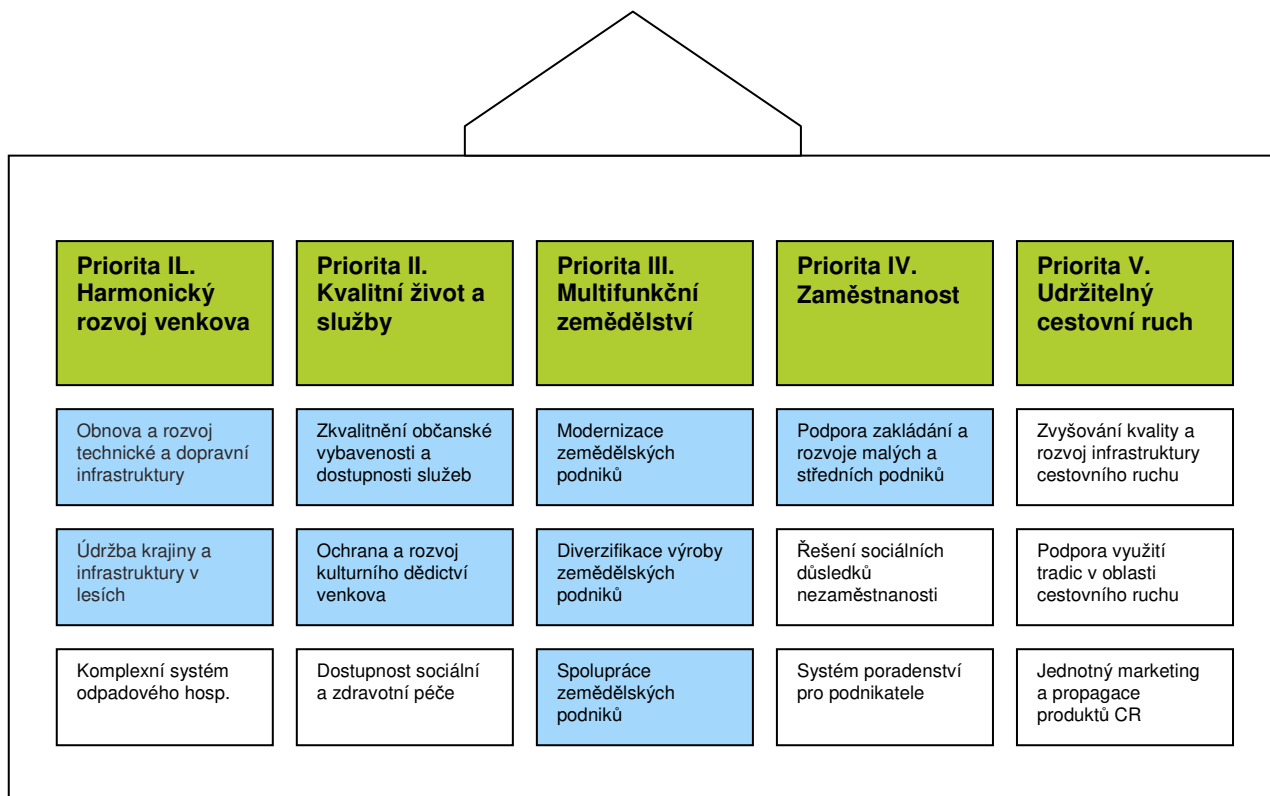 Priorita IL.
Harmonický
rozvoj venkova
Priorita II.
Kvalitní život a
služby
Priorita III.
Multifunkční
zemědělství
Priorita IV.
Zaměstnanost
Priorita V.
Udržitelný
cestovní ruch
Obnova a rozvoj
technické a dopravní
infrastruktury
Zkvalitnění občanské
vybavenosti a
dostupnosti služeb
Modernizace
zemědělských
podniků
Podpora zakládání a
rozvoje malých a
středních podniků
Zvyšování kvality a
rozvoj infrastruktury
cestovního ruchu
Údržba krajiny a
infrastruktury v
lesích
Ochrana a rozvoj
kulturního dědictví
venkova
Diverzifikace výroby
zemědělských
podniků
Řešení sociálních
důsledků
nezaměstnanosti
Podpora využití
tradic v oblasti
cestovního ruchu
Komplexní systém
odpadového hosp.
Dostupnost sociální
a zdravotní péče
Spolupráce
zemědělských
podniků
Systém poradenství
pro podnikatele
Jednotný marketing
a propagace
produktů CR